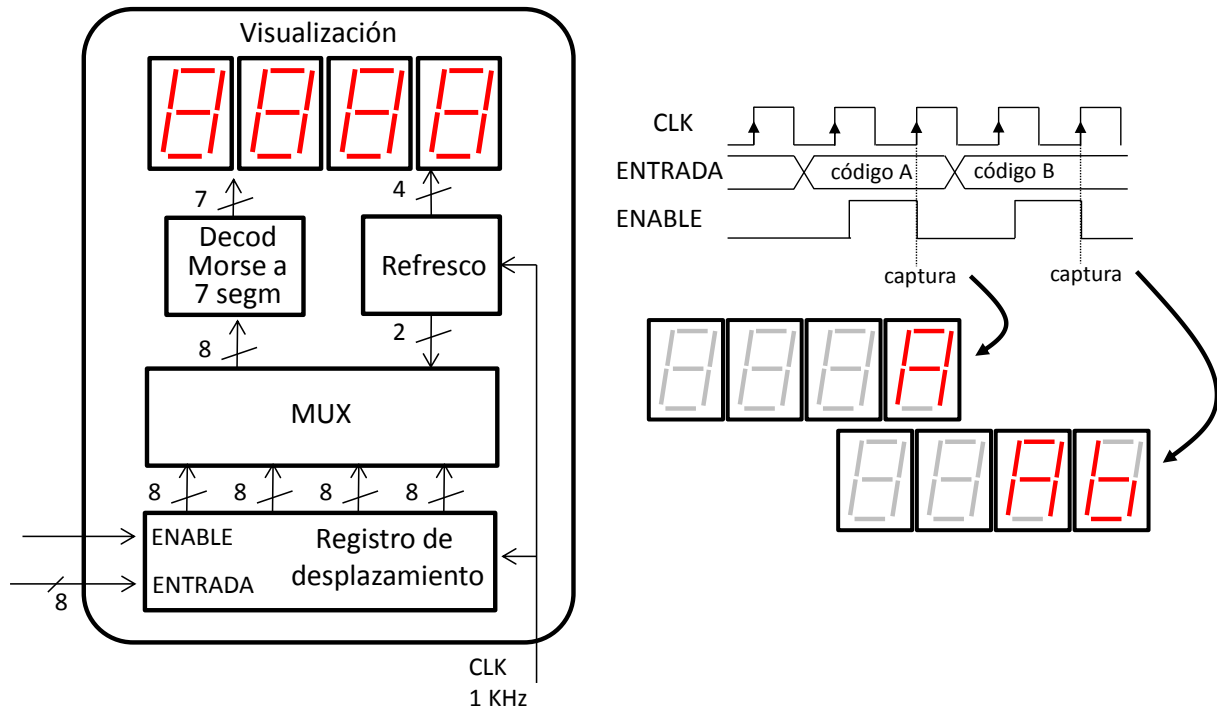 Visualización
7
4
Decod
Morse a
7 segm
Refresco
8
2
MUX
8
8
8
8
ENABLE
Registro de
desplazamiento
ENTRADA
8
CLK
1 KHz
CLK
ENTRADA
código A
código B
ENABLE
captura
captura